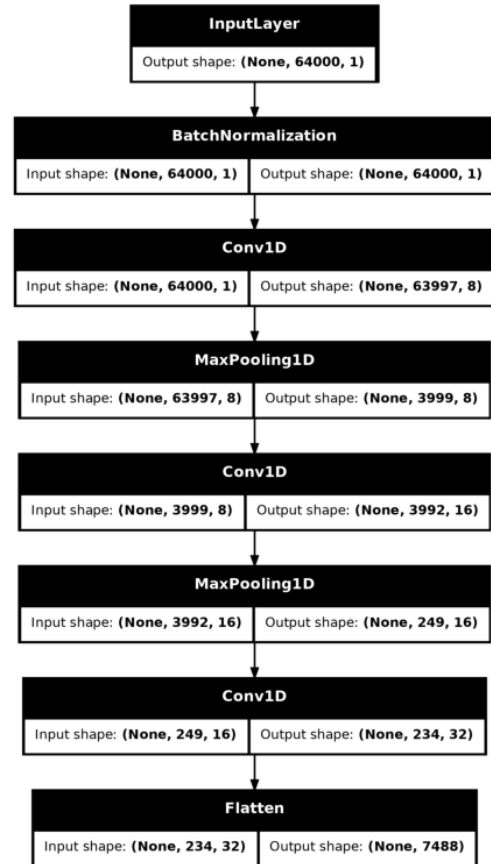 InputLayer
Output shape: (None, 64000, 1)
BatchNormalization
Input shape: (None, 64000, 1) Output shape: (None, 64000, 1)
Conv1D
Input shape: (None, 64000, 1) Output shape: (None, 63997, 8)
MaxPooling1D
Input shape: (None, 63997, 8) Output shape: (None, 3999, 8)
Conv1D
Input shape: (None, 3999, 8) Output shape: (None, 3992, 16)
MaxPooling1D
Input shape: (None, 3992, 16) Output shape: (None, 249, 16)
Conv1D
Input shape: (None, 249, 16) Output shape: (None, 234, 32)
Flatten
Input shape: (None, 234, 32) Output shape: (None, 7488)